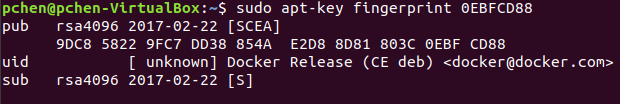 pchen@pchen-VirtualBox:~$ sudo apt-key fingerprint 0EBFCD88
pub   rsa4096 2017-02-22 [SCEA]
      9DC8 5822 9FC7 DD38 854A  E2D8 8D81 803C 0EBF CD88
uid           [ unknown] Docker Release (CE deb) <docker@docker.com>
sub   rsa4096 2017-02-22 [S]